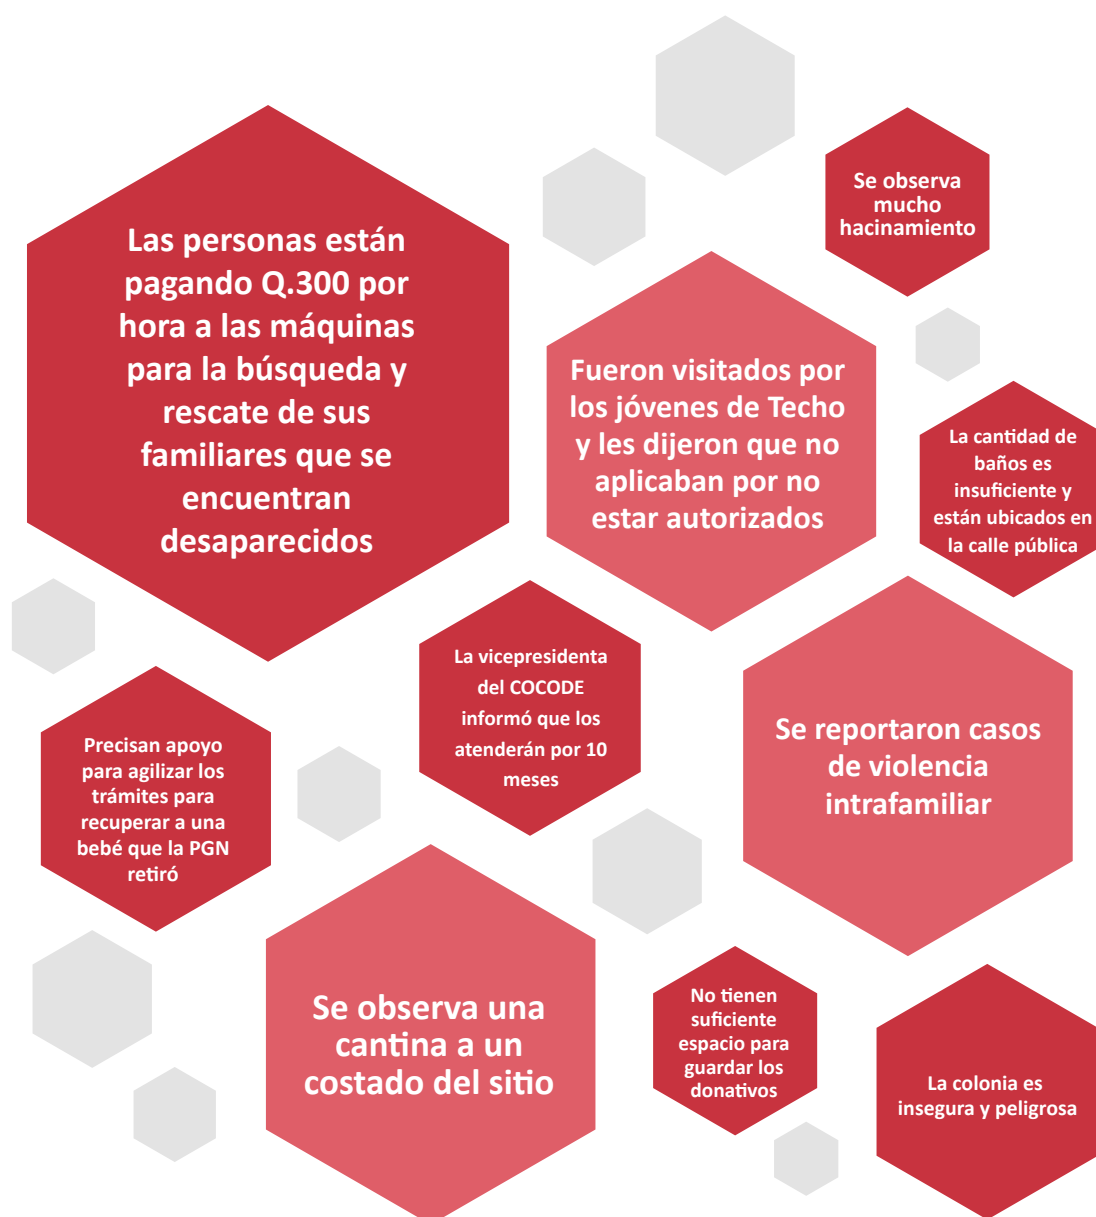 Las personas están
pagando Q.300 por
hora a las máquinas
para la búsqueda y
rescate de sus
familiares que se
encuentran
desaparecidos
Se observa
mucho
hacinamiento
Fueron visitados por
los jóvenes de Techo
y les dijeron que no
aplicaban por no
estar autorizados
La cantidad de
baños es
insuficiente y
están ubicados en
la calle pública
La vicepresidenta
del COCODE
informó que los
atenderán por 10
meses
Se reportaron casos
de violencia
intrafamiliar
Precisan apoyo
para agilizar los
trámites para
recuperar a una
bebé que la PGN
retiró
Se observa una
cantina a un
costado del sitio
No tienen
suficiente
espacio para
guardar los
donativos
La colonia es
insegura y peligrosa